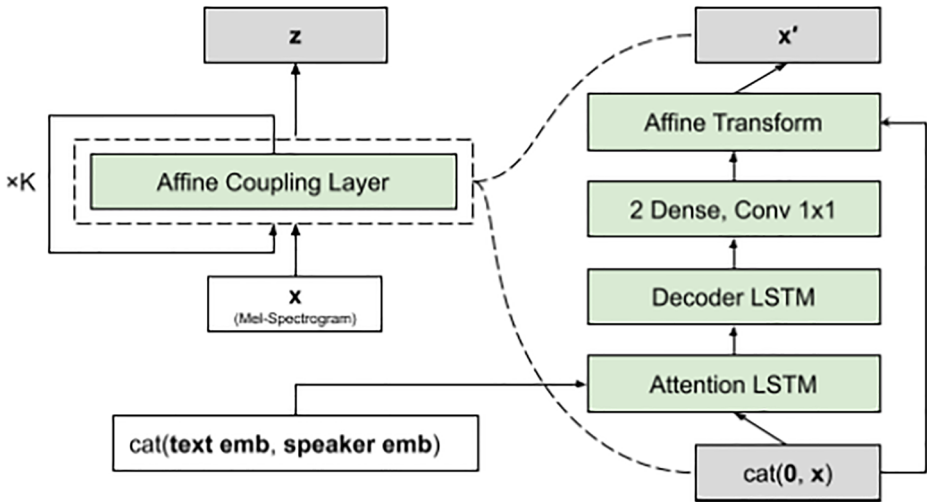 z
×K
Affine Coupling Layer
x
(Mel-Spectrogram)
cat(text emb, speaker emb)
x′
Affine Transform
2 Dense, Conv 1x1
Decoder LSTM
Attention LSTM
cat(0, x)